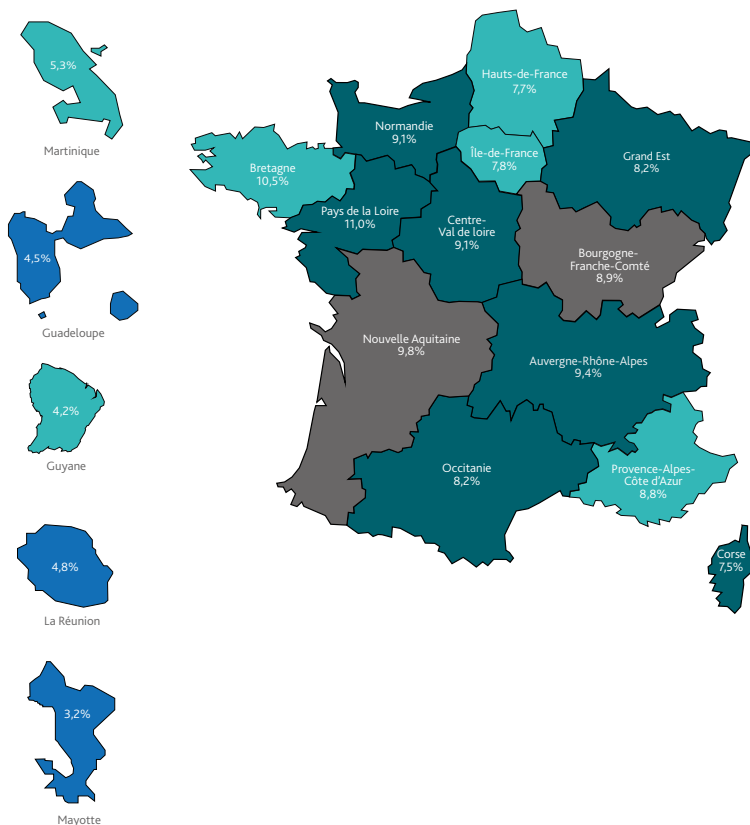 5,3%
Martinique
4,5%
Guadeloupe
4,2%
Guyane
4,8%
La Réunion
3,2%
Mayotte
Hauts-de-France
7,7%
Normandie
9,1%
Île-de-France
7,8%
Grand Est
8,2%
Bretagne
10,5%
Pays de la Loire
11,0%
Centre-
Val de loire
9,1%
Bourgogne-
Franche-Comté
8,9%
Nouvelle Aquitaine
9,8%
Auvergne-Rhône-Alpes
9,4%
Occitanie
8,2%
Provence-Alpes-
Côte d'Azur
8,8%
Corse
7,5%